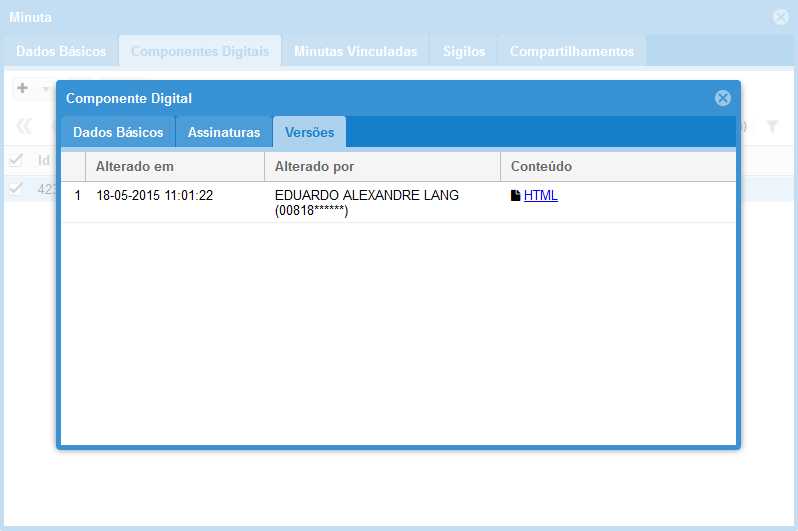 Minuta
Dados Básicos Componentes Digitais Minutas Vinculadas Sigilos Compartilhamentos
Componente Digital
Dados Básicos Assinaturas Versões
Id
Alterado em Alterado por Conteúdo
423
1 18-05-2015 11:01:22 EDUARDO ALEXANDRE LANG HTML
(00818******)